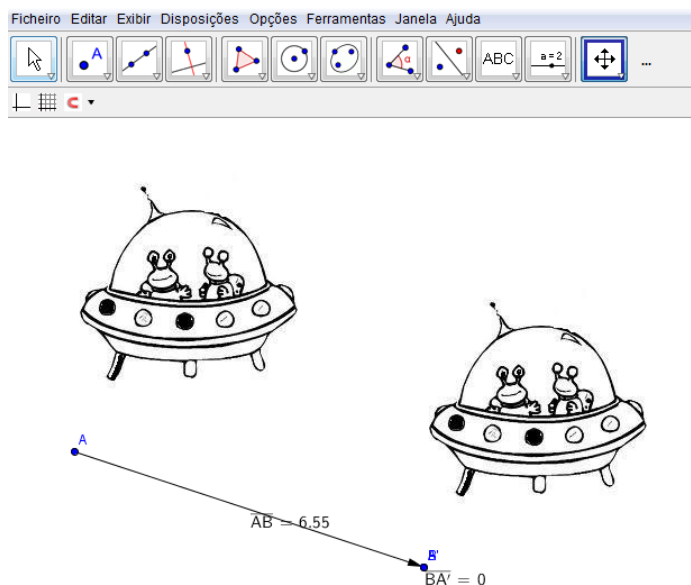 Ficheiro Editar Exibir Disposições Opções Ferramentas Janela Ajuda
A ABC a=2 ...
α
A
AB = 6.55
BA' = 0